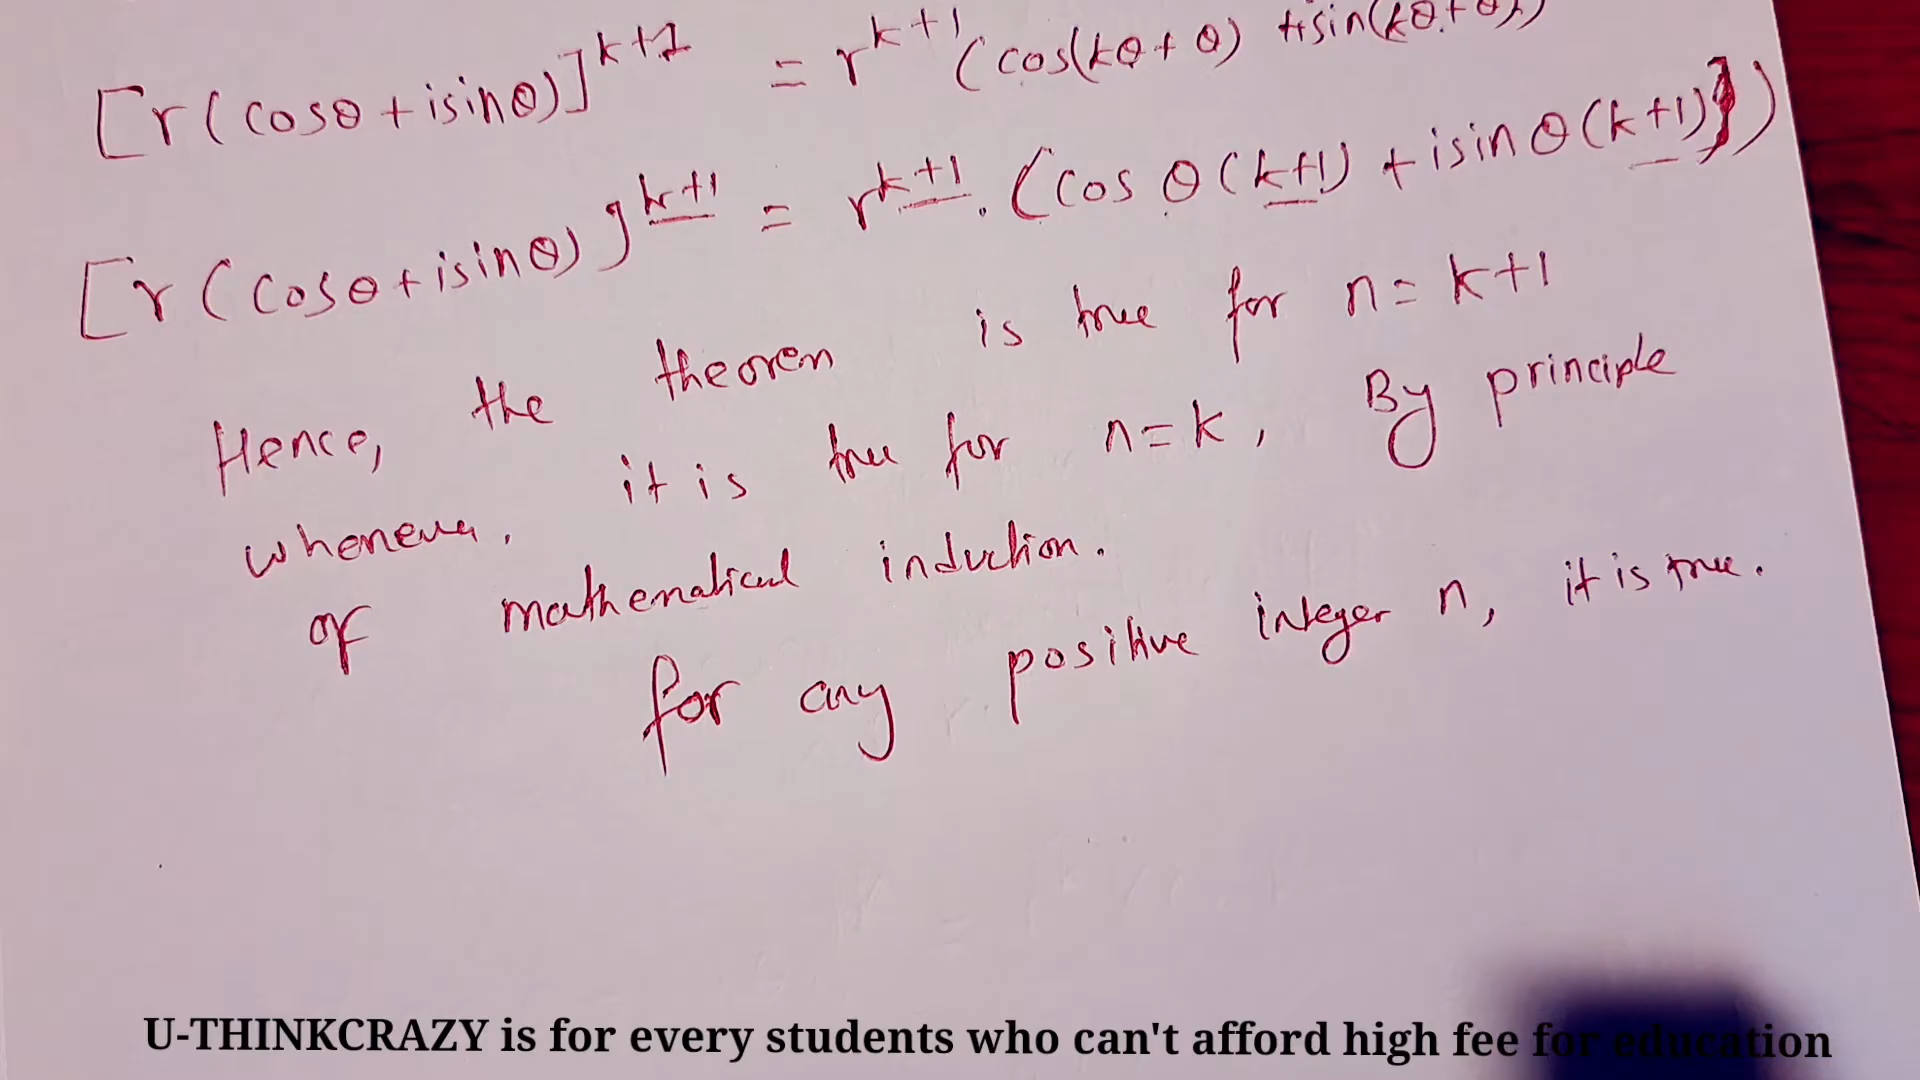 [r(cosθ+isinθ)]^k+1 = r^k+1(cos(kθ+θ) +isin(kθ+θ))
[r(cosθ+isinθ)]^k+1 = r^k+1.(cos θ(k+1) +isin θ(k+1)})
Hence, the theorem is true for n=k+1
whenever, it is true for n=k, By principle
of mathematical induction.
for any positive integer n, it is true.
U-THINKCRAZY is for every students who can't afford high fee for education